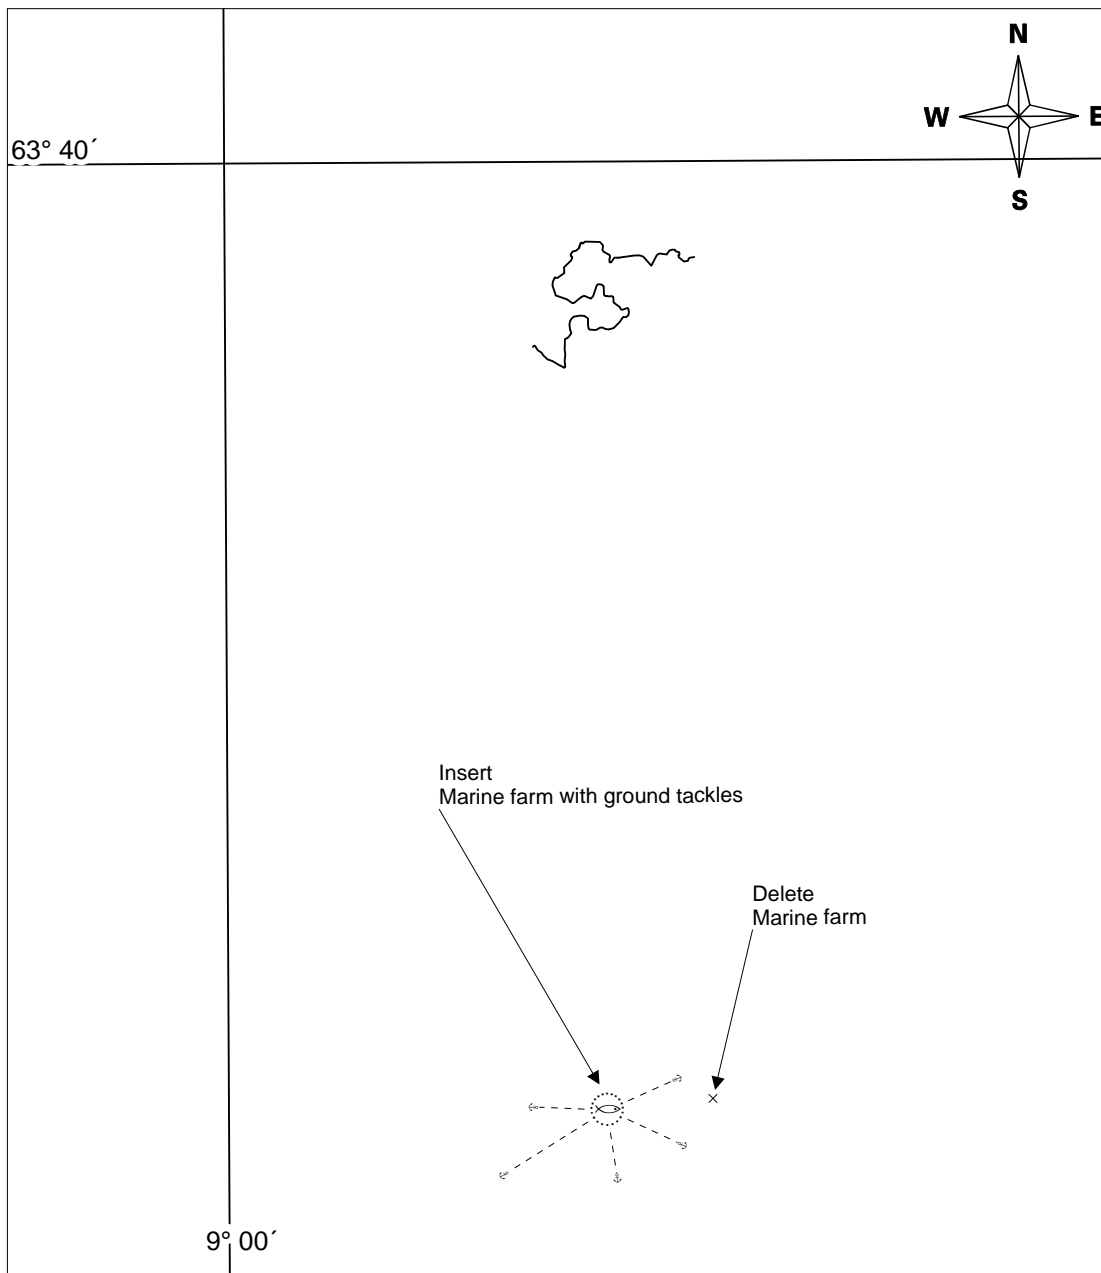 N
W E
63° 40´
S
Insert
Marine farm with ground tackles
Delete
Marine farm
9° 00´